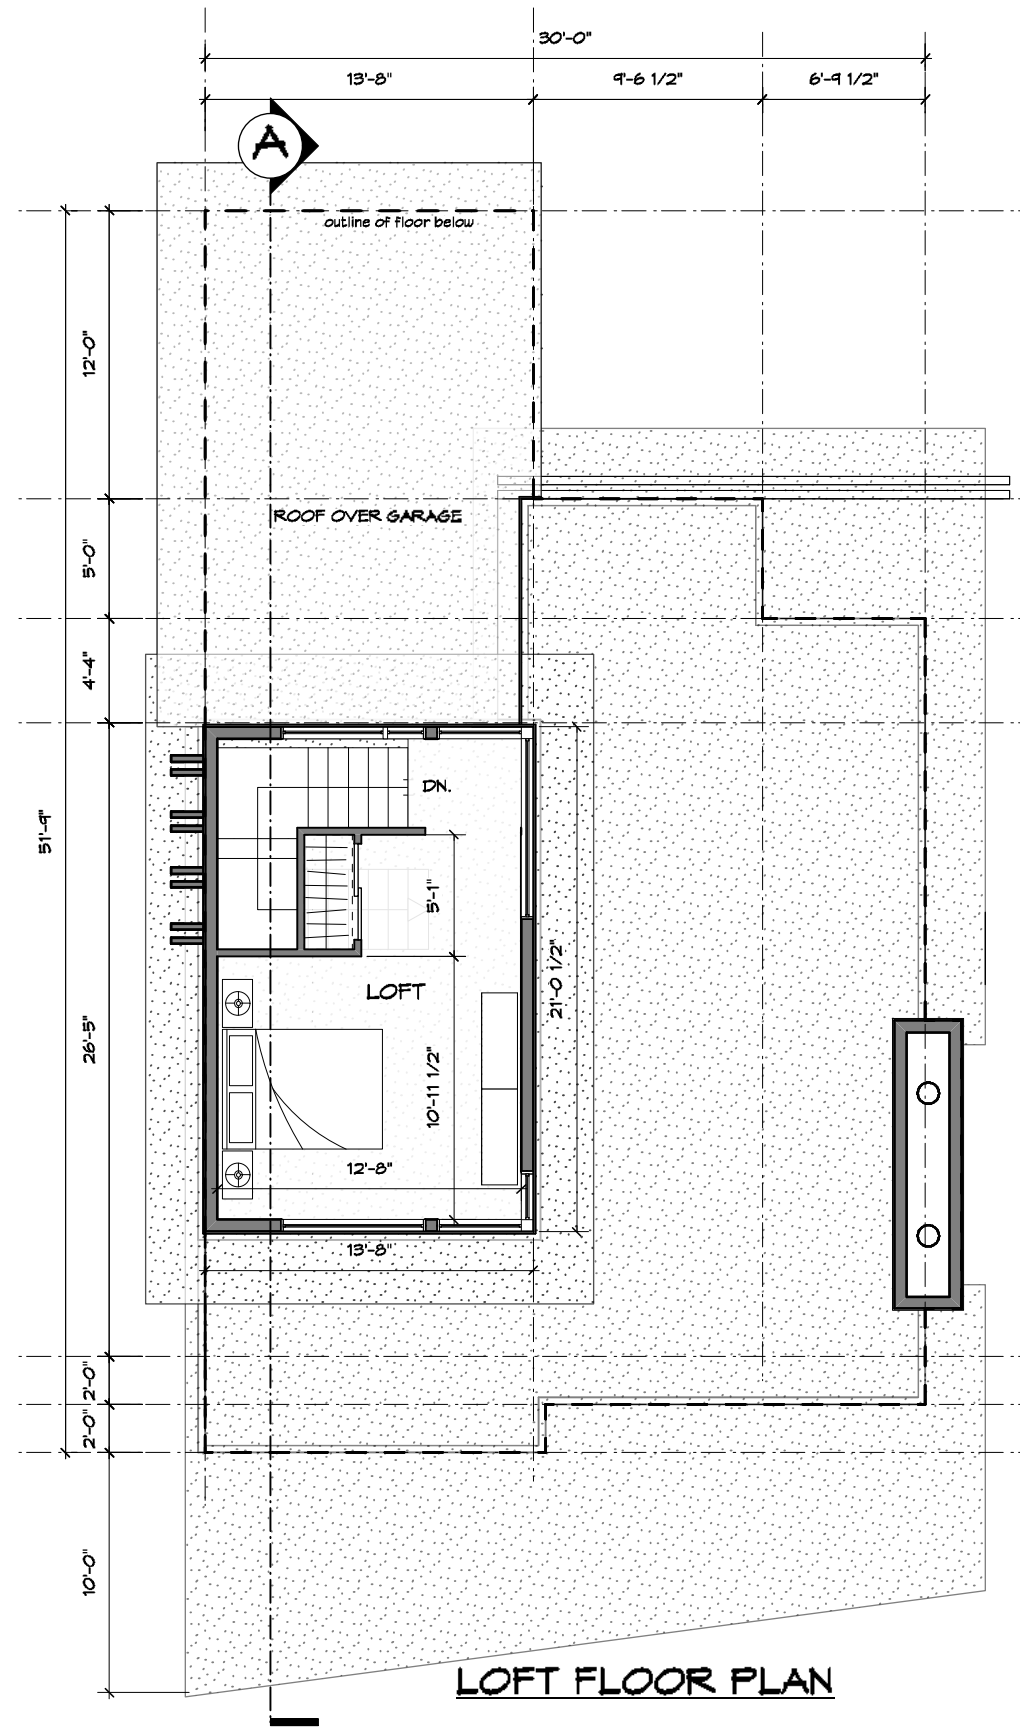 30'-0"
13'-8"
9'-6 1/2"
6'-9 1/2"
A
outline of floor below
12'-0"
ROOF OVER GARAGE
5'-0"
4'-4"
DN.
51'-9"
5'-1"
21'-0 1/2"
LOFT
26'-5"
10'-11 1/2"
12'-8"
13'-8"
2'-0"
2'-0"
10'-0"
LOFT FLOOR PLAN